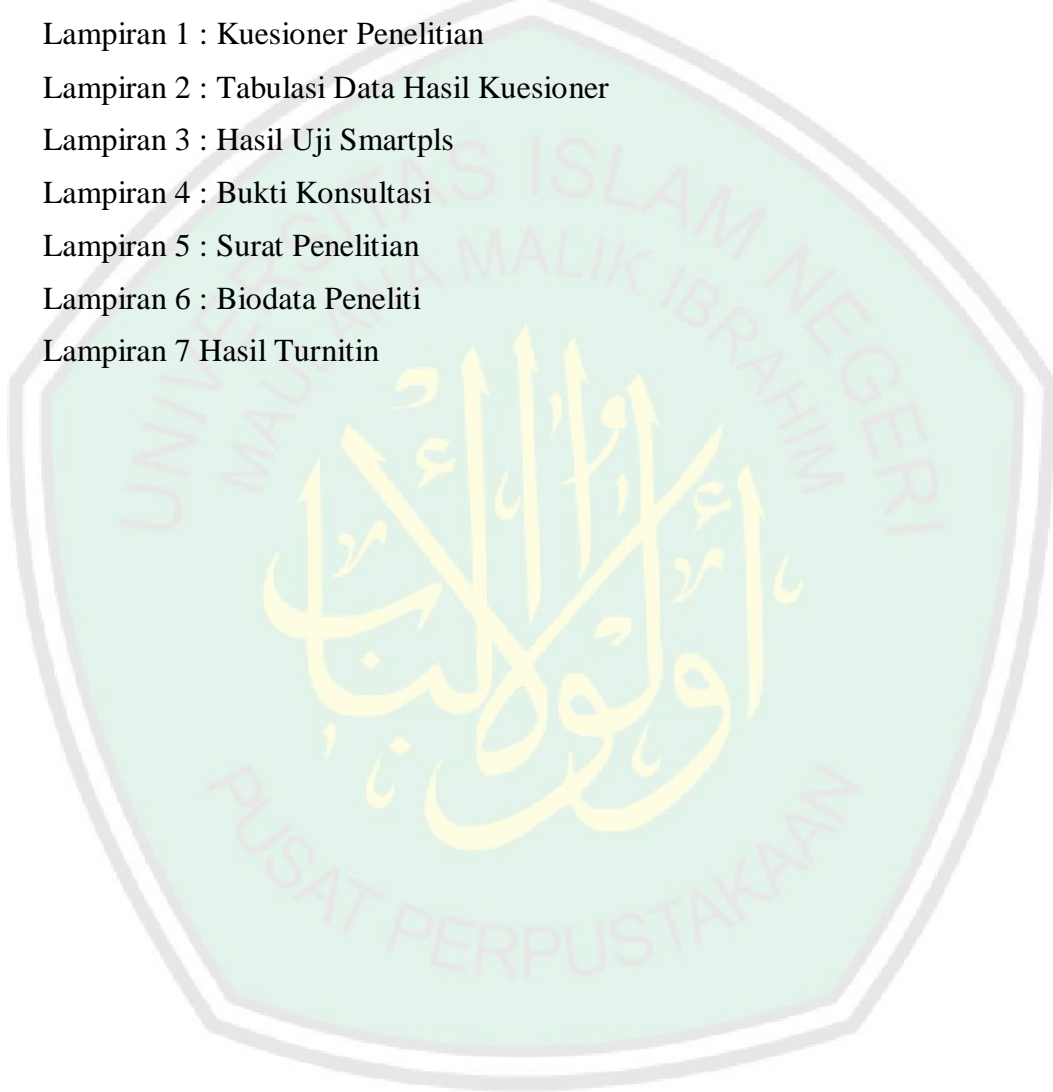 Lampiran 1 : Kuesioner Penelitian
Lampiran 2 : Tabulasi Data Hasil Kuesioner
Lampiran 3 : Hasil Uji Smartpls
Lampiran 4 : Bukti Konsultasi
Lampiran 5 : Surat Penelitian
Lampiran 6 : Biodata Peneliti
Lampiran 7 Hasil Turnitin
UNIVERSITAS ISLAM NEGERI
MAULANA MALIK IBRAHIM
أولوا الألباب
PUSAT PERPUSTAKAAN